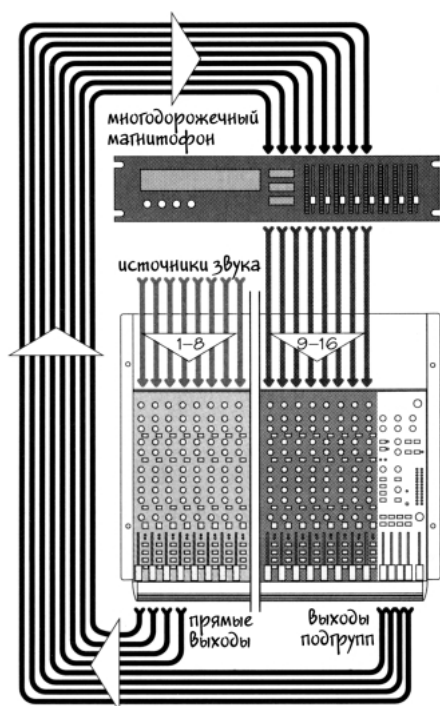 многодорожечный
магнитофон
источники звука
1–8
9–16
прямые
выходы
выходы
подгрупп